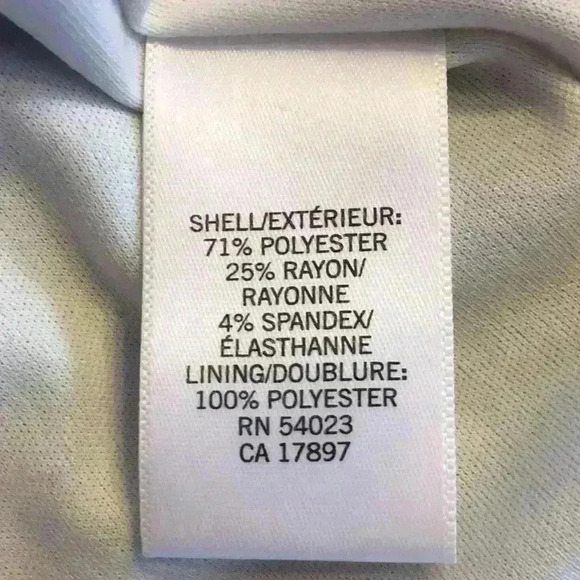 SHELL/EXTÉRIEUR:
71% POLYESTER
25% RAYON/
RAYONNE
4% SPANDEX/
ÉLASTHANNE
LINING/DOUBLURE:
100% POLYESTER
RN 54023
CA 17897